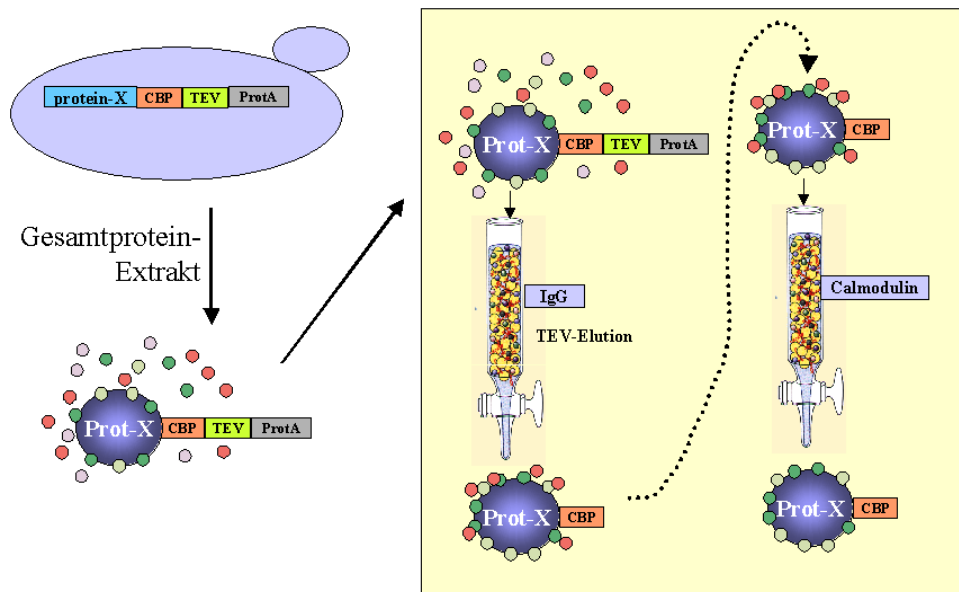 protein-X CBP TEV ProtA
Gesamtprotein-
Extrakt
Prot-X CBP TEV ProtA
Prot-X CBP TEV ProtA
IgG
TEV-Elution
Prot-X CBP
Prot-X CBP
Calmodulin
Prot-X CBP